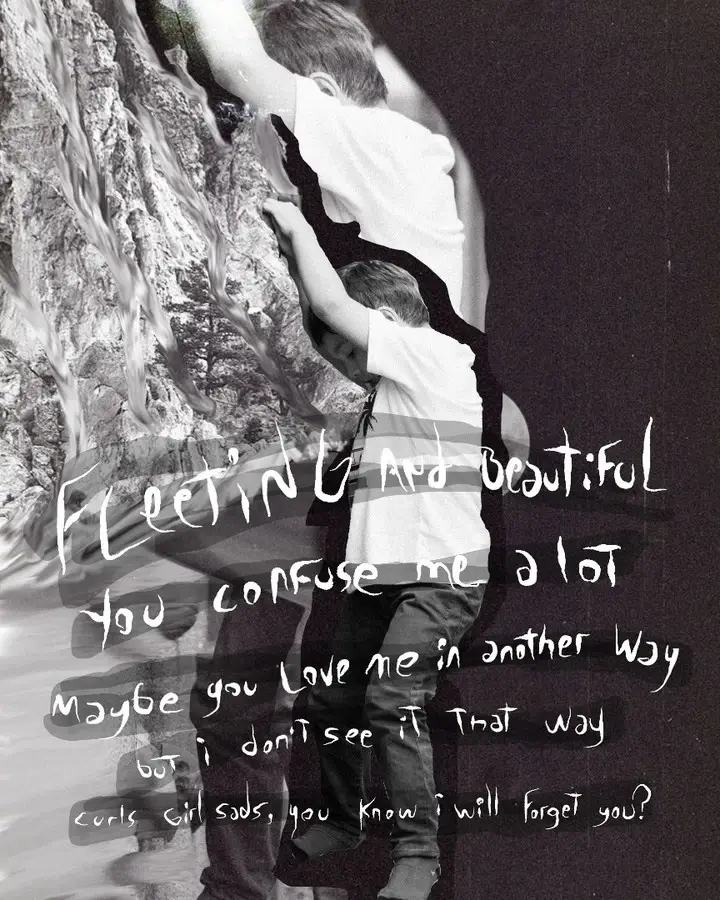 FLeetiNG And BeautiFuL
you confuse me a lot
Maybe you Love me in another Way
but i don't see iT That way
curls Girl sads, you know i will forget you?